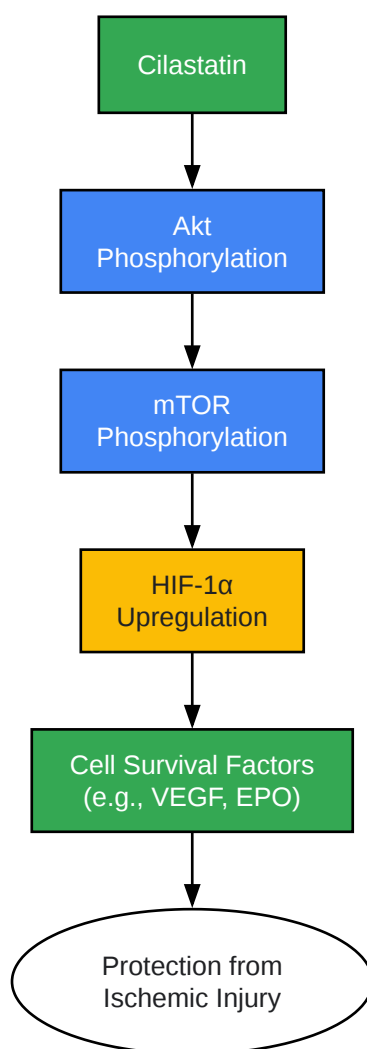 Cilastatin
Akt
Phosphorylation
mTOR
Phosphorylation
HIF-1α
Upregulation
Cell Survival Factors
(e.g., VEGF, EPO)
Protection from
Ischemic Injury